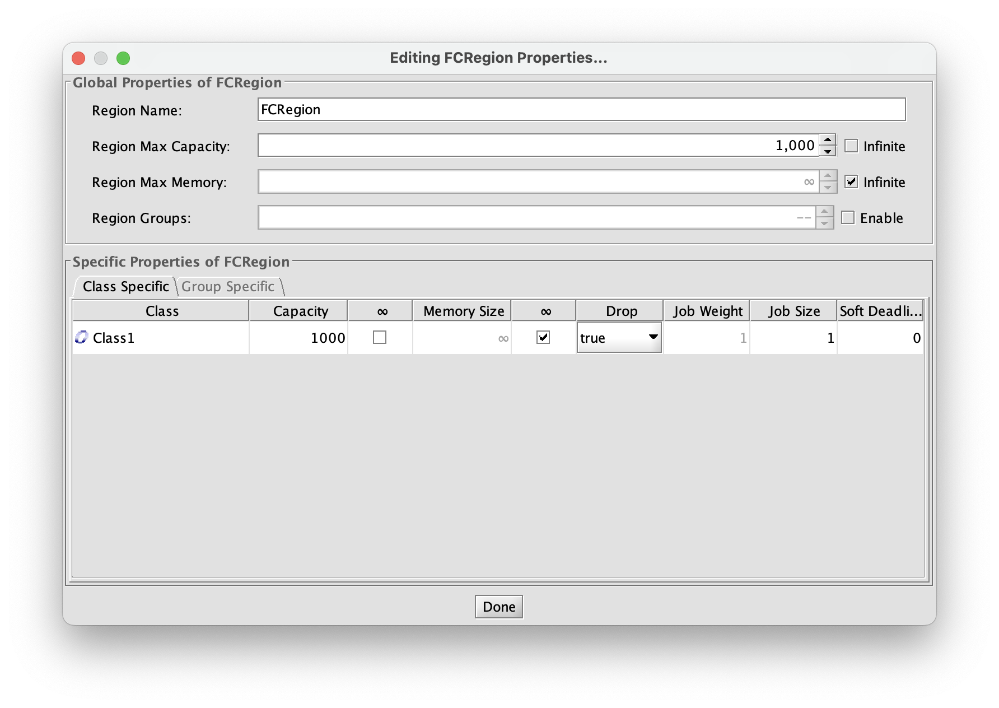 Editing FCRegion Properties...
Global Properties of FCRegion
Region Name: FCRegion
Region Max Capacity: 1,000 Infinite
Region Max Memory: ∞ Infinite
Region Groups: -- Enable
Specific Properties of FCRegion
Class Specific Group Specific
Class Capacity ∞ Memory Size ∞ Drop Job Weight Job Size Soft Deadli...
Class1 1000 ∞ true 1 1 0
Done